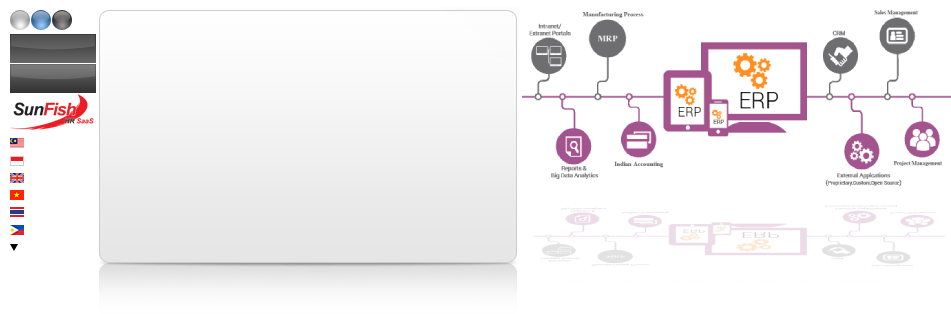 SunFish
HR SaaS
Intranet/
Extranet Portals
Manufacturing Process
MRP
Reports &
Big Data Analytics
Indian Accounting
ERP
ERP
ERP
CRM
Sales Management
External Applications
(Proprietary,Custom,Open Source)
Project Management